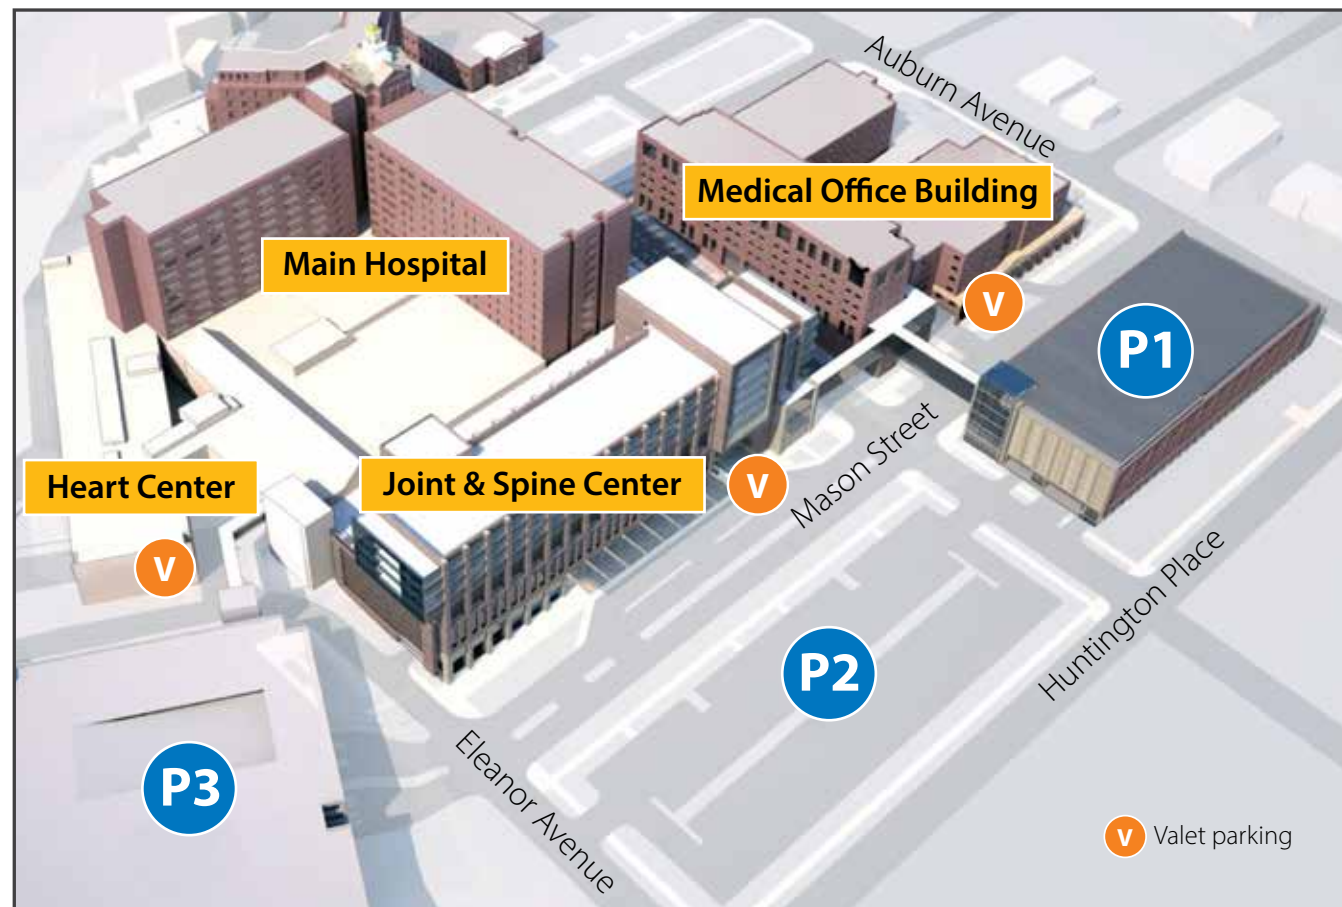 Auburn Avenue
Medical Office Building
Main Hospital
V
P1
Heart Center
Joint & Spine Center
V
Mason Street
V
Huntington Place
P2
Eleanor Avenue
P3
V Valet parking